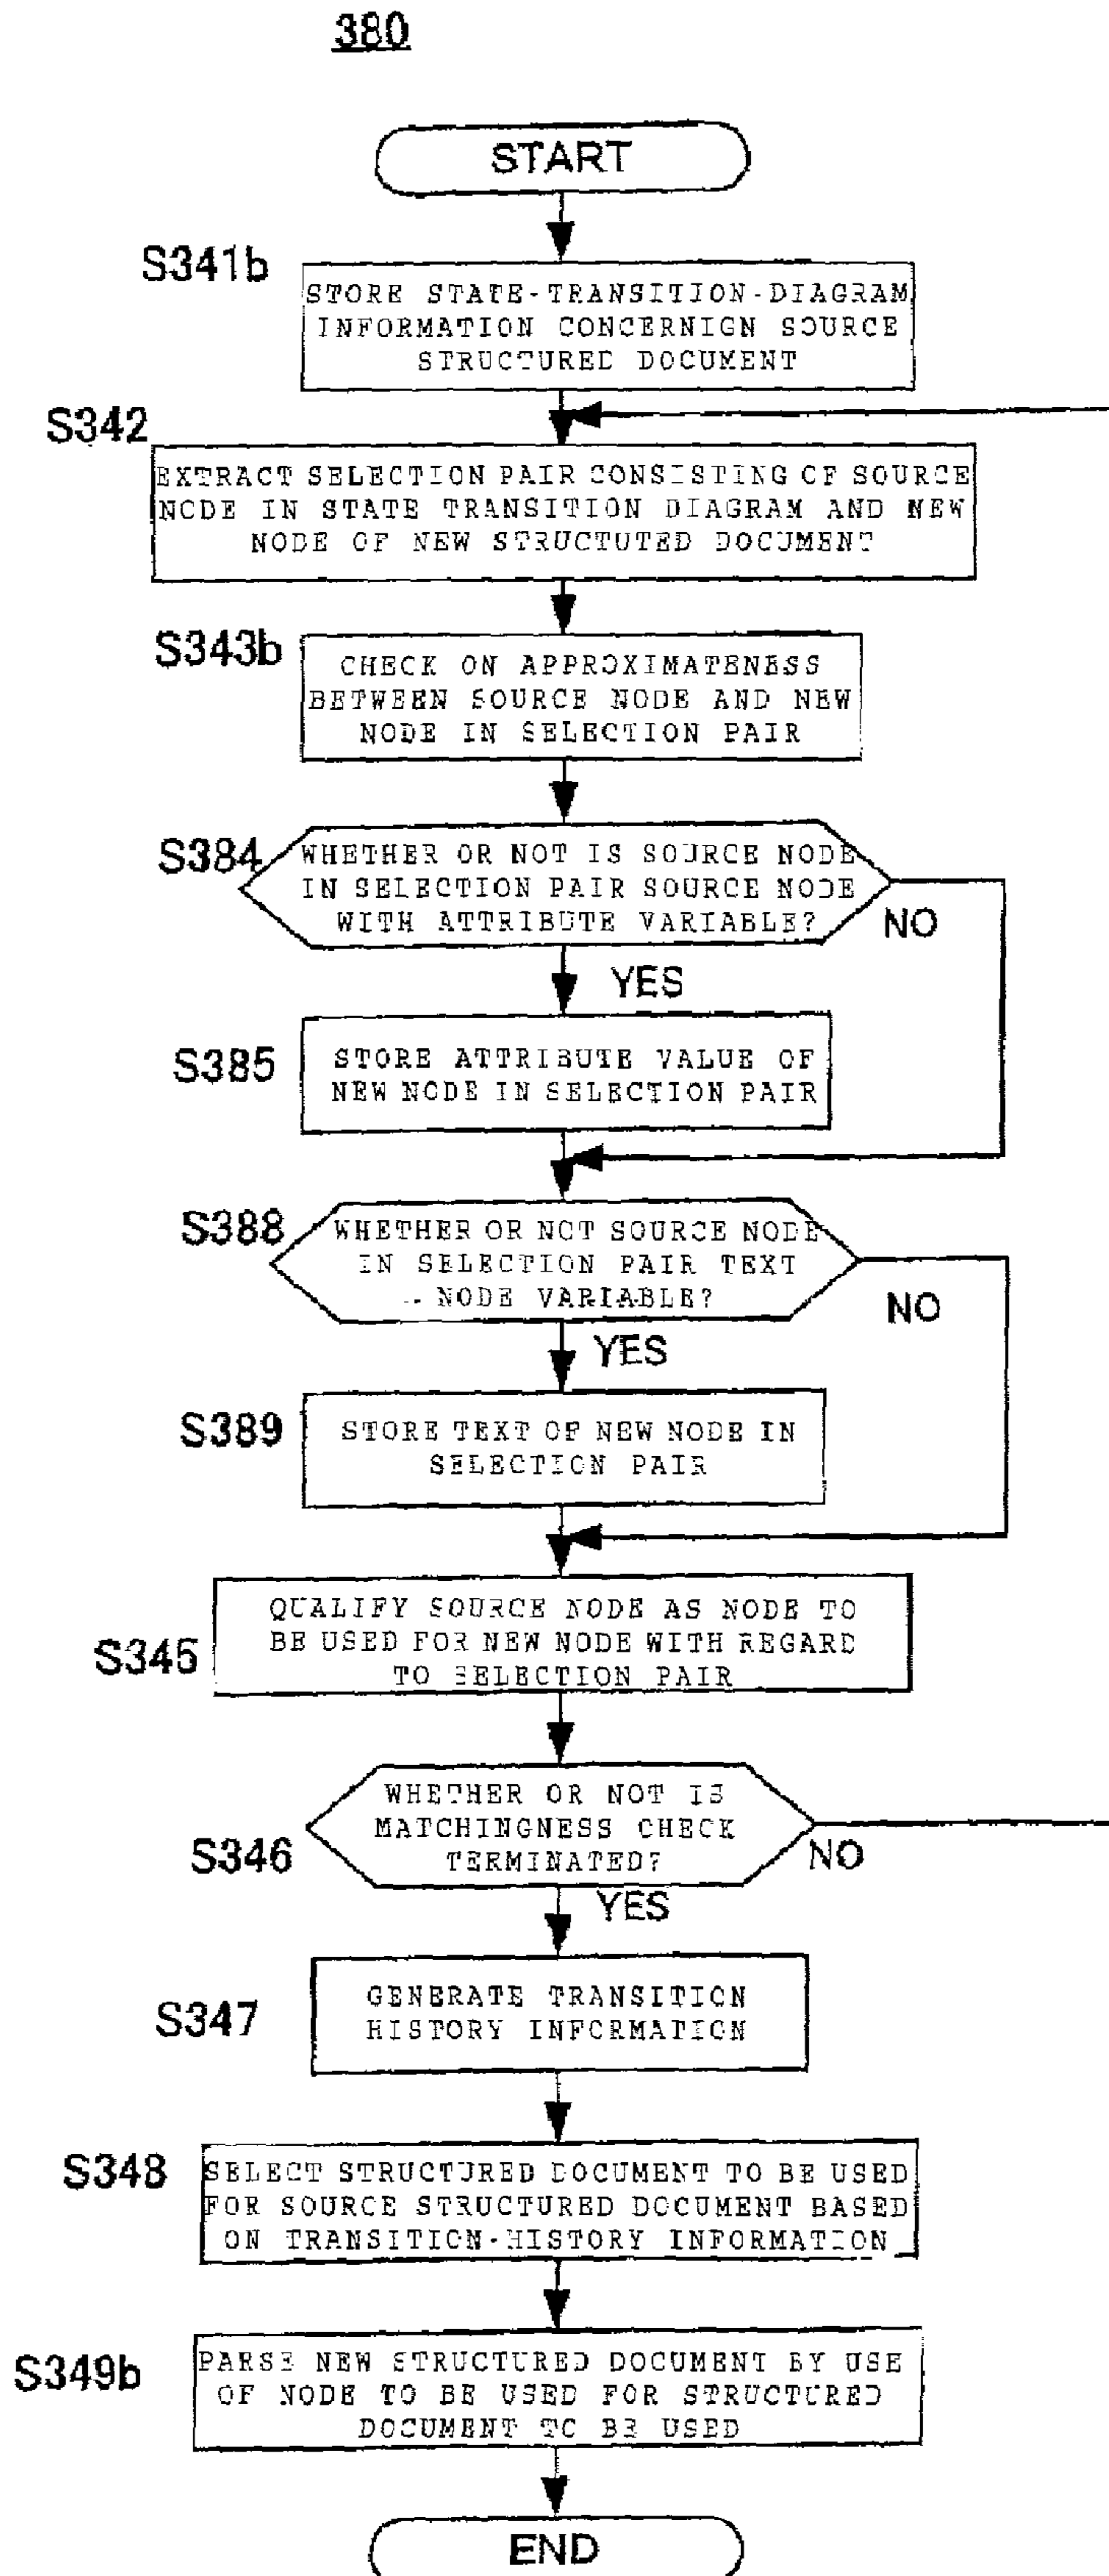 380
START
S341b
STORE STATE-TRANSITION-DIAGRAM
INFORMATION CONCERNIGN SOURCE
STRUCTURED DOCUMENT
S342
EXTRACT SELECTION PAIR CONSISTING OF SOURCE
NODE IN STATE TRANSITION DIAGRAM AND NEW
NODE OF NEW STRUCTUTED DOCUMENT
S343b
CHECK ON APPROXIMATENESS
BETWEEN SOURCE NODE AND NEW
NODE IN SELECTION PAIR
S384
WHETHER OR NOT IS SOURCE NODE
IN SELECTION PAIR SOURCE NODE
WITH ATTRIBUTE VARIABLE?
NO
YES
S385
STORE ATTRIBUTE VALUE OF
NEW NODE IN SELECTION PAIR
S388
WHETHER OR NOT SOURCE NODE
IN SELECTION PAIR TEXT
NODE VARIABLE?
NO
YES
S389
STORE TEXT OF NEW NODE IN
SELECTION PAIR
S345
QUALIFY SOURCE NODE AS NODE TO
BE USED FOR NEW NODE WITH REGARD
TO SELECTION PAIR
S346
WHETHER OR NOT IS
MATCHINGNESS CHECK
TERMINATED?
NO
YES
S347
GENERATE TRANSITION
HISTORY INFORMATION
S348
SELECT STRUCTURED DOCUMENT TO BE USED
FOR SOURCE STRUCTURED DOCUMENT BASED
ON TRANSITION-HISTORY INFORMATION
S349b
PARSE NEW STRUCTURED DOCUMENT BY USE
OF NODE TO BE USED FOR STRUCTURED
DOCUMENT TO BE USED
END